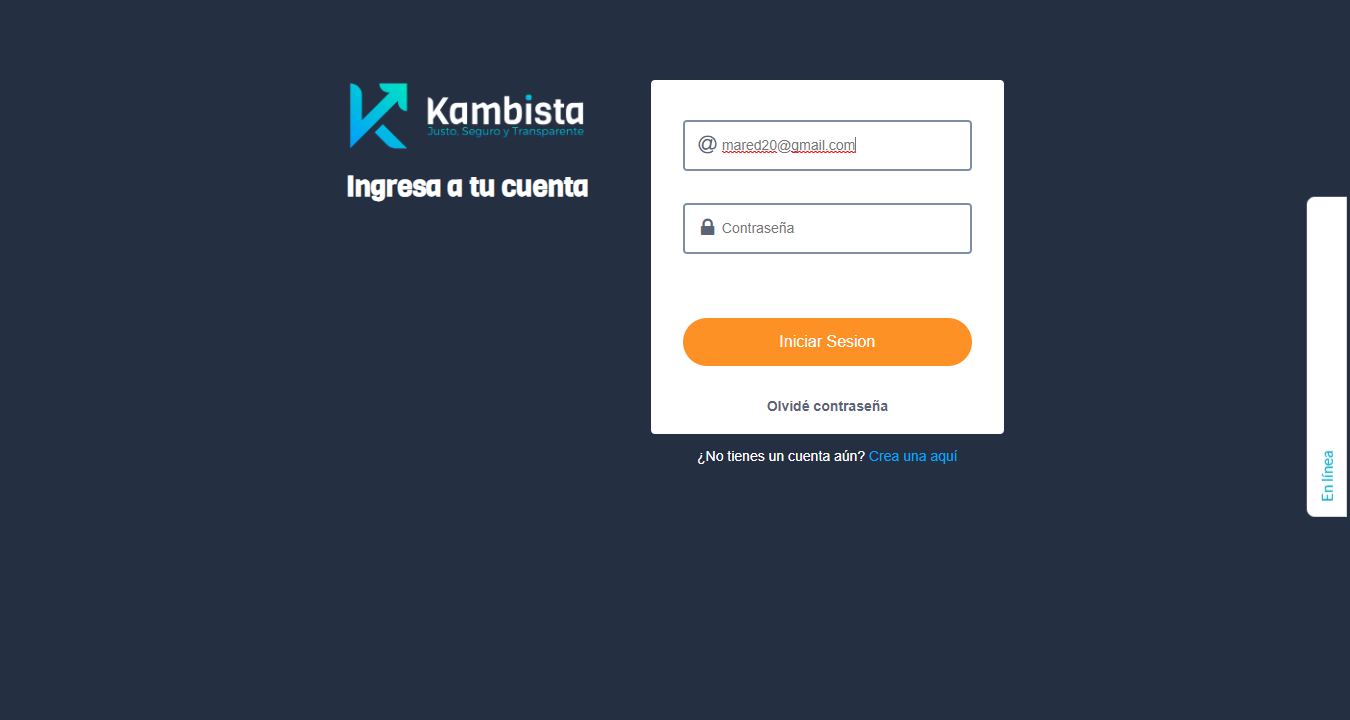 Kambista
Justo, Seguro y Transparente
Ingresa a tu cuenta
@ mared20@gmail.com
Contraseña
Iniciar Sesion
Olvidé contraseña
¿No tienes un cuenta aún? Crea una aquí
En línea